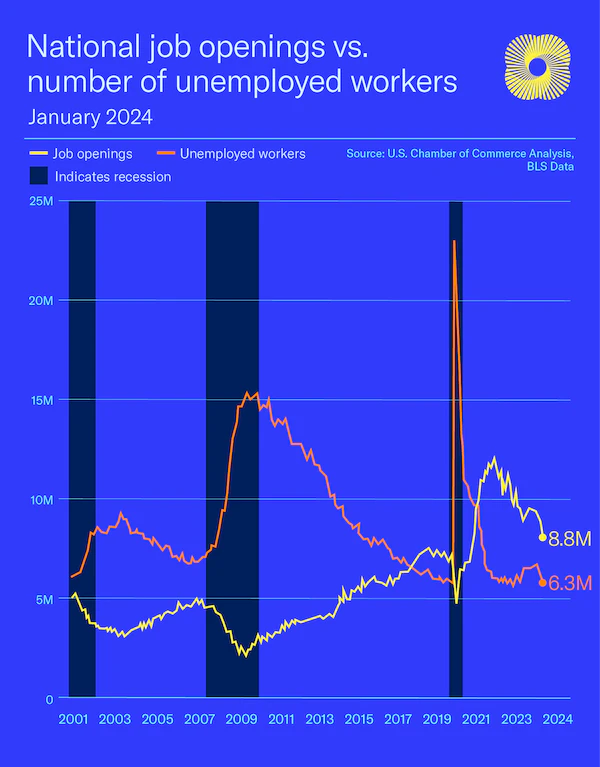 National job openings vs.
number of unemployed workers
January 2024
Job openings
Unemployed workers
Source: U.S. Chamber of Commerce Analysis,
BLS Data
Indicates recession
25M
20M
15M
10M
5M
0
8.8M
6.3M
2001 2003 2005 2007 2009 2011 2013 2015 2017 2019 2021 2023 2024